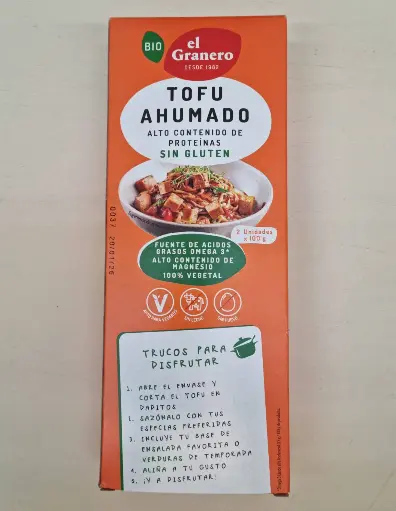 BIO
el
Granero
DESDE 1982
TOFU
AHUMADO
ALTO CONTENIDO DE
PROTEÍNAS
SIN GLUTEN
2 Unidades
x 100 g
FUENTE DE ACIDOS
GRASOS OMEGA 3*
ALTO CONTENIDO DE
MAGNESIO
100% VEGETAL
TRUCOS PARA
DISFRUTAR
1. ABRE EL ENVASE Y
CORTA EL TOFU EN
DADITOS
2. SAZÓNALO CON TUS
ESPECIAS PREFERIDAS
3. INCLUYE TU BASE DE
ENSALADA FAVORITA O
VERDURAS DE TEMPORADA
4. ALIÑA A TU GUSTO
5. ¡Y A DISFRUTAR!